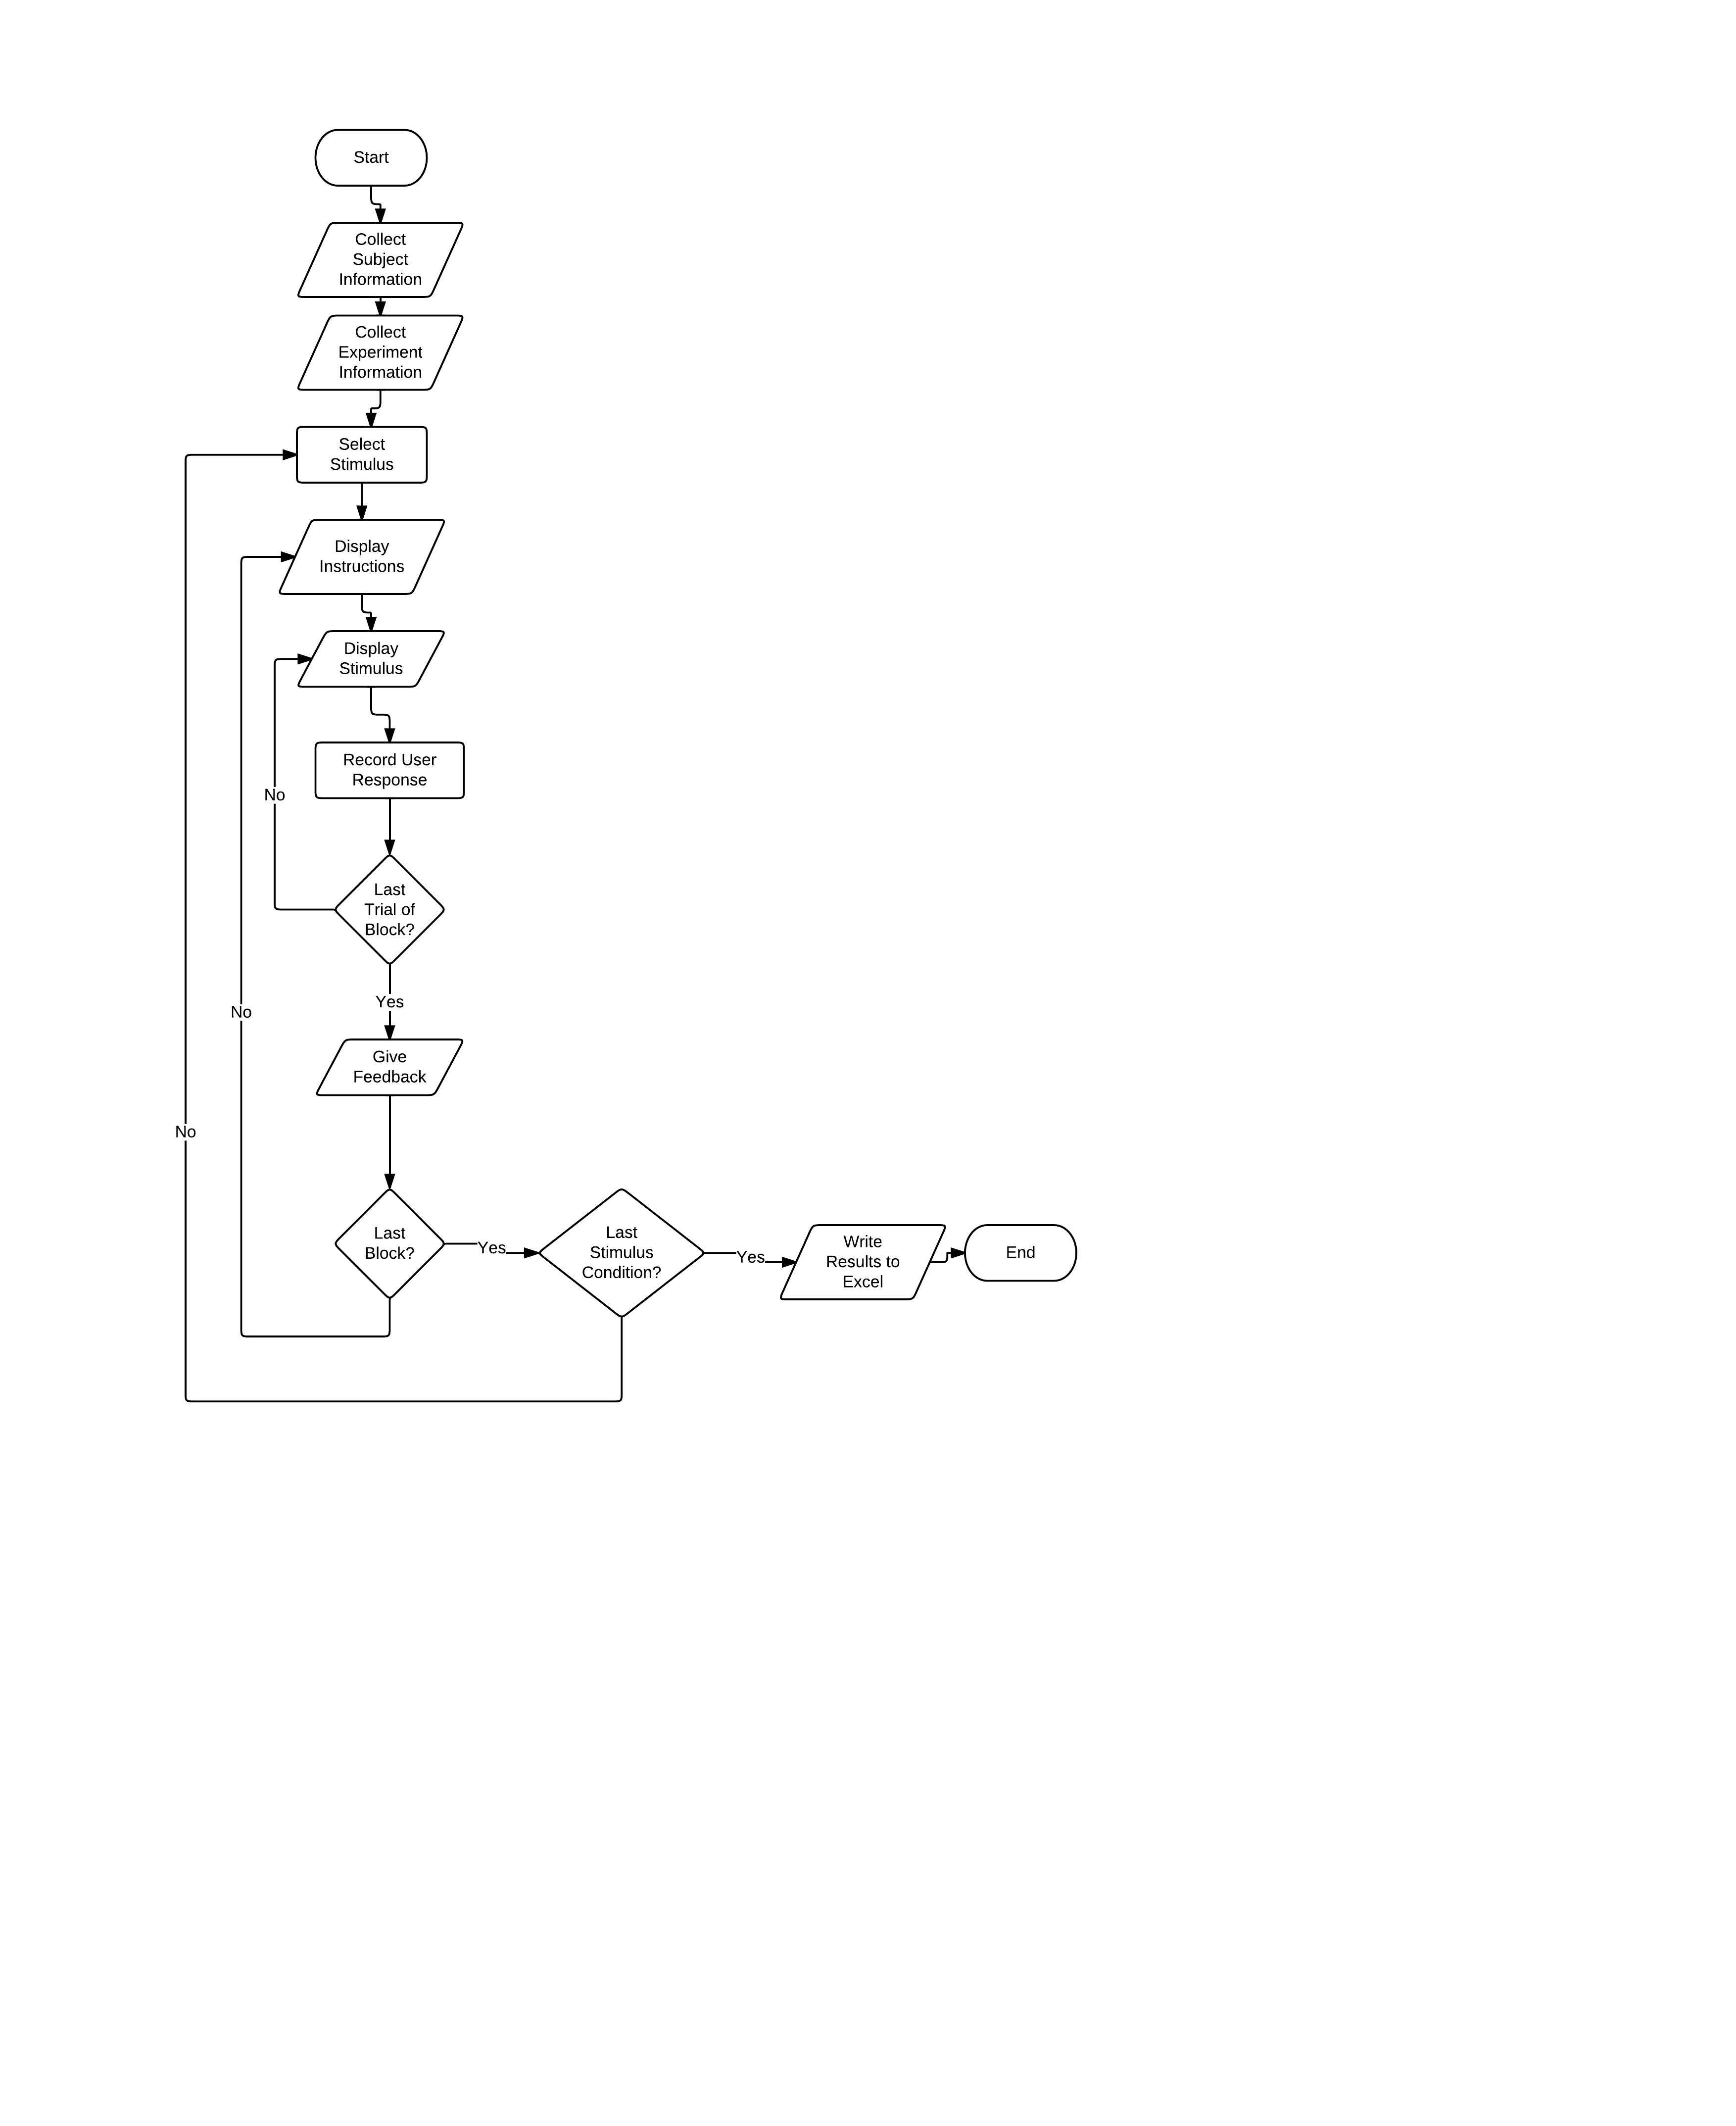 Start
Collect
Subject
Information
Collect
Experiment
Information
Select
Stimulus
Display
Instructions
Display
Stimulus
Record User
Response
No
Last
Trial of
Block?
Yes
No
Give
Feedback
No
Last
Block?
Yes
Last
Stimulus
Condition?
Yes
Write
Results to
Excel
End